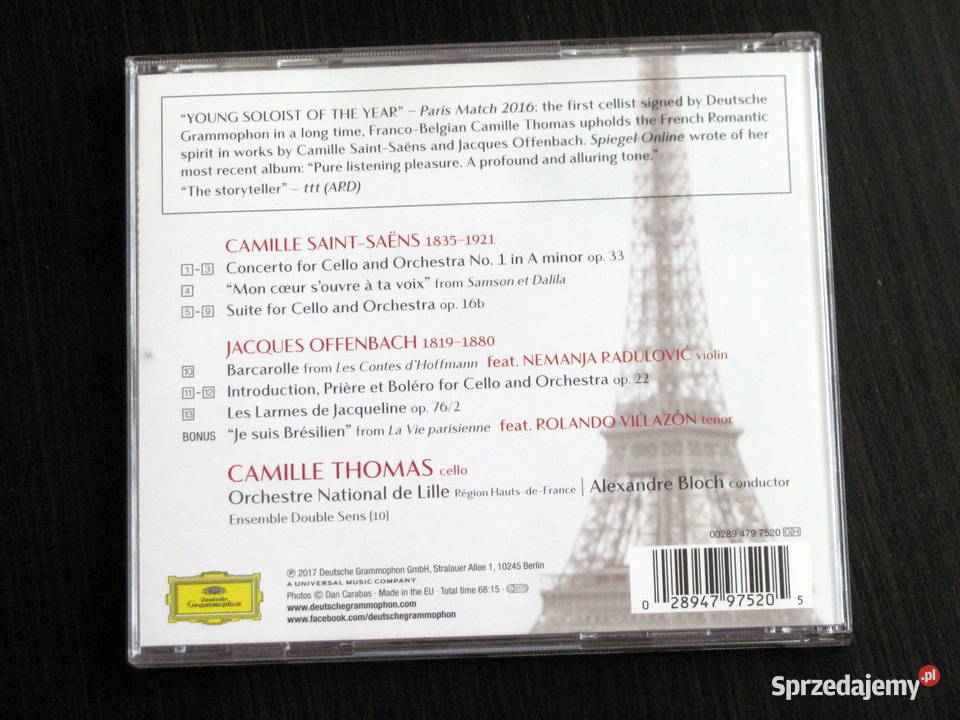 “YOUNG SOLOIST OF THE YEAR” – Paris Match 2016: the first cellist signed by Deutsche
Grammophon in a long time, Franco-Belgian Camille Thomas upholds the French Romantic
spirit in works by Camille Saint-Saëns and Jacques Offenbach. Spiegel Online wrote of her
most recent album: “Pure listening pleasure. A profound and alluring tone.”
“The storyteller” – ttt (ARD)
CAMILLE SAINT-SAËNS 1835–1921
1-3 Concerto for Cello and Orchestra No. 1 in A minor op. 33
4 “Mon cœur s'ouvre à ta voix” from Samson et Dalila
5-9 Suite for Cello and Orchestra op. 16b
JACQUES OFFENBACH 1819–1880
10 Barcarolle from Les Contes d'Hoffmann feat. NEMANJA RADULOVIĆ violin
11-12 Introduction, Prière et Boléro for Cello and Orchestra op. 22
13 Les Larmes de Jacqueline op. 76/2
BONUS “Je suis Brésilien” from La Vie parisienne feat. ROLANDO VILLAZÓN tenor
CAMILLE THOMAS cello
Orchestre National de Lille Région Hauts-de-France | Alexandre Bloch conductor
Ensemble Double Sens [10]
00289 479 7520 GH
Deutsche
Grammophon
℗ 2017 Deutsche Grammophon GmbH, Stralauer Allee 1, 10245 Berlin
A UNIVERSAL MUSIC COMPANY
Photos © Dan Carabas · Made in the EU · Total time 68:15 ·
www.deutschegrammophon.com
www.facebook.com/deutschegrammophon
0 28947 97520 5
Sprzedajemy.pl